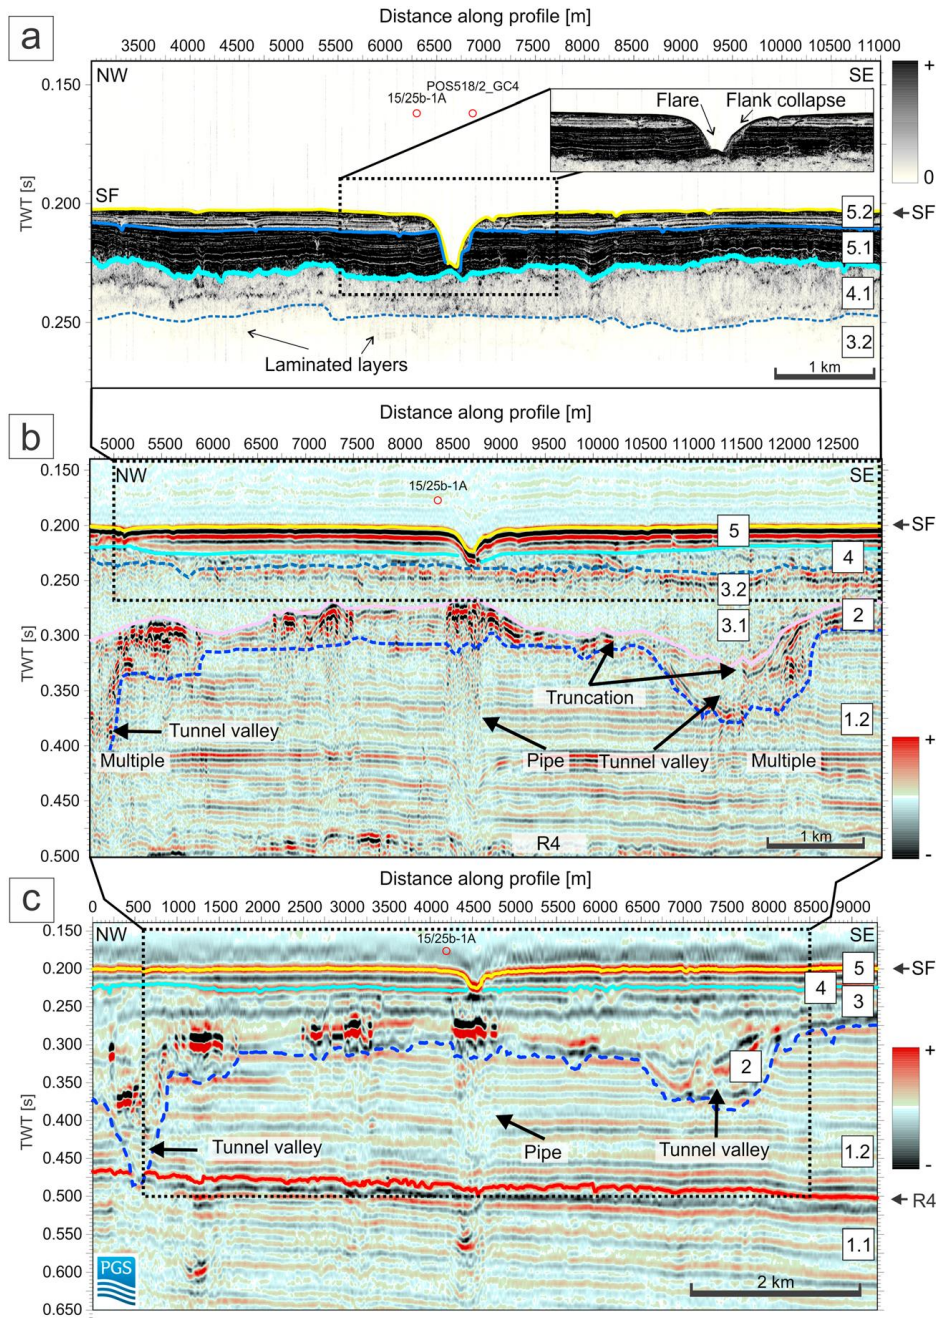 a
Distance along profile [m]
3500 4000 4500 5000 5500 6000 6500 7000 7500 8000 8500 9000 9500 10000 10500 11000
NW
SE
+
0
0.150
POS518/2_GC4
15/25b-1A
Flare
Flank collapse
TWT [s]
SF
0.200
5.2
SF
5.1
4.1
0.250
3.2
Laminated layers
1 km
b
Distance along profile [m]
5000 5500 6000 6500 7000 7500 8000 8500 9000 9500 10000 10500 11000 11500 12000 12500
NW
SE
0.150
15/25b-1A
0.200
SF
5
4
0.250
3.2
2
3.1
0.300
TWT [s]
0.350
Truncation
1.2
Tunnel valley
0.400
Multiple
Pipe
Tunnel valley
Multiple
+
-
0.450
1 km
R4
0.500
c
Distance along profile [m]
0 500 1000 1500 2000 2500 3000 3500 4000 4500 5000 5500 6000 6500 7000 7500 8000 8500 9000
NW
SE
0.150
15/25b-1A
0.200
5
SF
4
3
0.250
0.300
2
0.350
TWT [s]
0.400
Tunnel valley
Pipe
Tunnel valley
1.2
+
-
0.450
0.500
R4
0.550
1.1
0.600
PGS
2 km
0.650